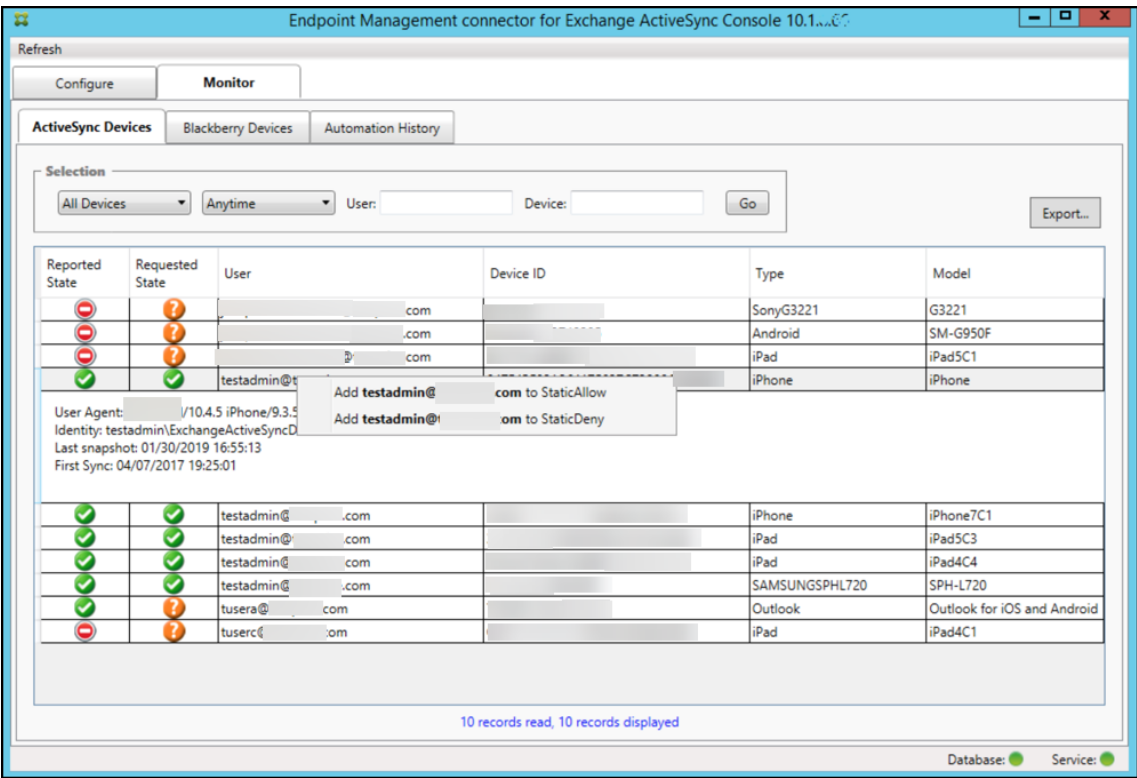 Endpoint Management connector for Exchange ActiveSync Console 10.1...
Refresh
Configure Monitor
ActiveSync Devices Blackberry Devices Automation History
Selection
All Devices Anytime User: Device: Go
Export...
Reported State Requested State User Device ID Type Model
.com SonyG3221 G3221
.com Android SM-G950F
com iPad iPad5C1
testadmin@ iPhone iPhone
Add testadmin@ .com to StaticAllow
Add testadmin@ om to StaticDeny
User Agent: /10.4.5 iPhone/9.3.5
Identity: testadmin\ExchangeActiveSyncD
Last snapshot: 01/30/2019 16:55:13
First Sync: 04/07/2017 19:25:01
testadmin@ .com iPhone iPhone7C1
testadmin@ .com iPad iPad5C3
testadmin@ .com iPad iPad4C4
testadmin@ .com SAMSUNGSPHL720 SPH-L720
tusera@ com Outlook Outlook for iOS and Android
tuserc com iPad iPad4C1
10 records read, 10 records displayed
Database: Service: